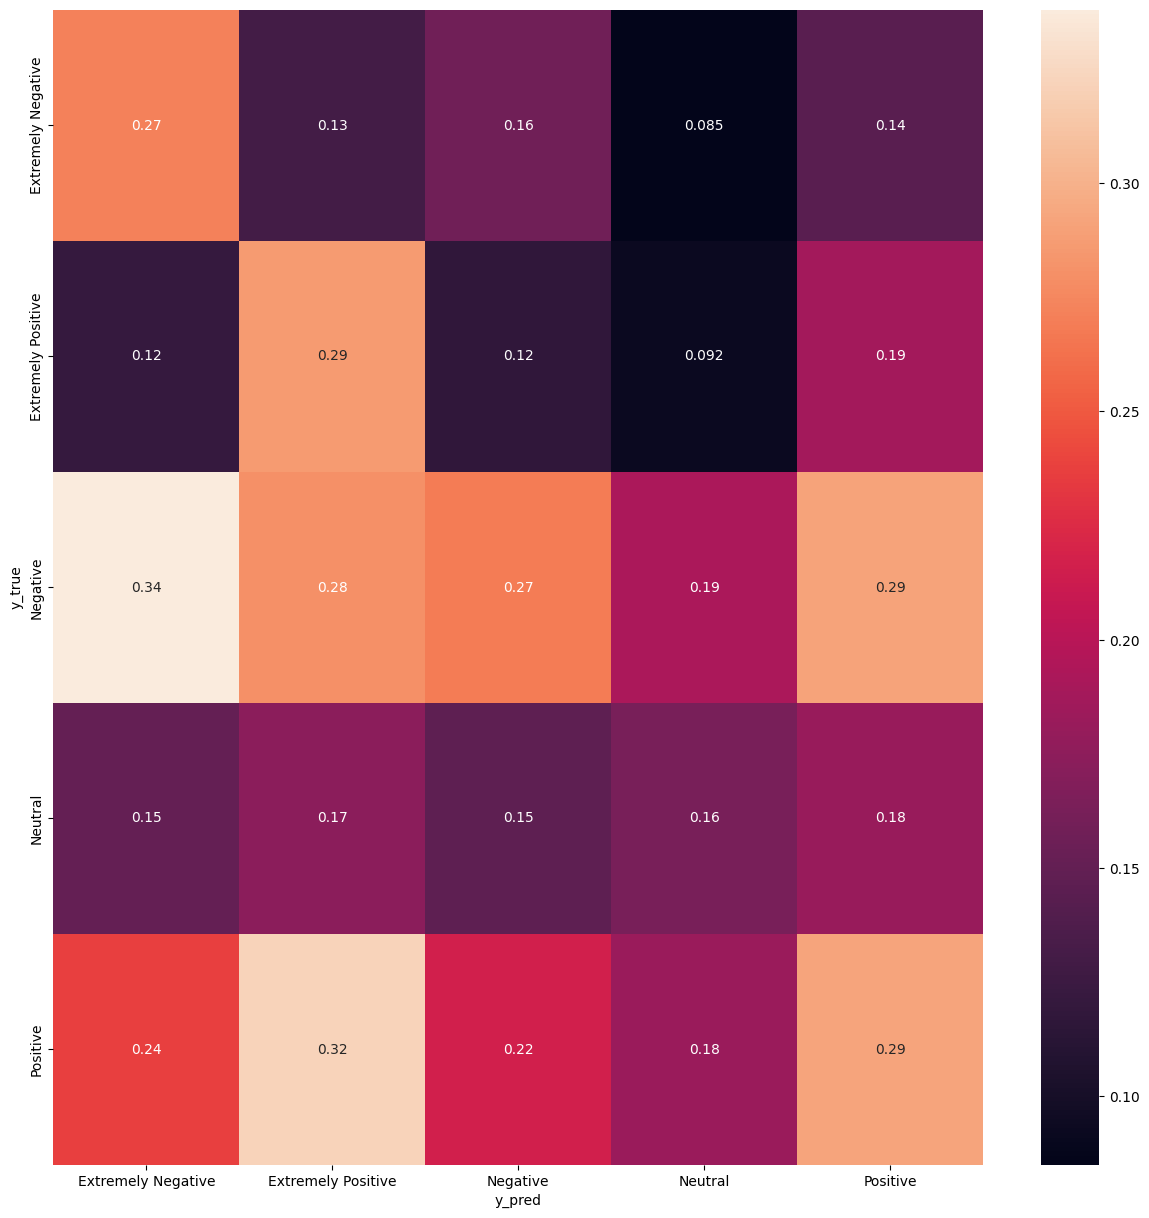 Extremely Negative
0.27
0.13
0.16
0.085
0.14
0.30
Extremely Positive
0.12
0.29
0.12
0.092
0.19
0.25
y_true
Negative
0.34
0.28
0.27
0.19
0.29
0.20
Neutral
0.15
0.17
0.15
0.16
0.18
0.15
Positive
0.24
0.32
0.22
0.18
0.29
0.10
Extremely Negative
Extremely Positive
Negative
Neutral
Positive
y_pred